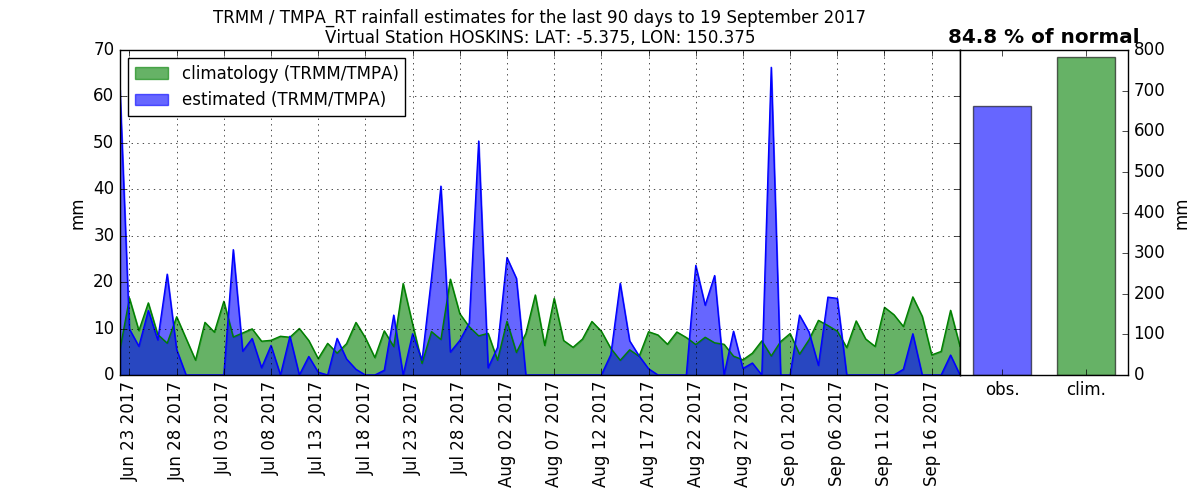 TRMM / TMPA_RT rainfall estimates for the last 90 days to 19 September 2017
Virtual Station HOSKINS: LAT: -5.375, LON: 150.375
84.8 % of normal
climatology (TRMM/TMPA)
estimated (TRMM/TMPA)
mm
70
60
50
40
30
20
10
0
Jun 23 2017
Jun 28 2017
Jul 03 2017
Jul 08 2017
Jul 13 2017
Jul 18 2017
Jul 23 2017
Jul 28 2017
Aug 02 2017
Aug 07 2017
Aug 12 2017
Aug 17 2017
Aug 22 2017
Aug 27 2017
Sep 01 2017
Sep 06 2017
Sep 11 2017
Sep 16 2017
800
700
600
500
400
300
200
100
0
mm
obs.
clim.